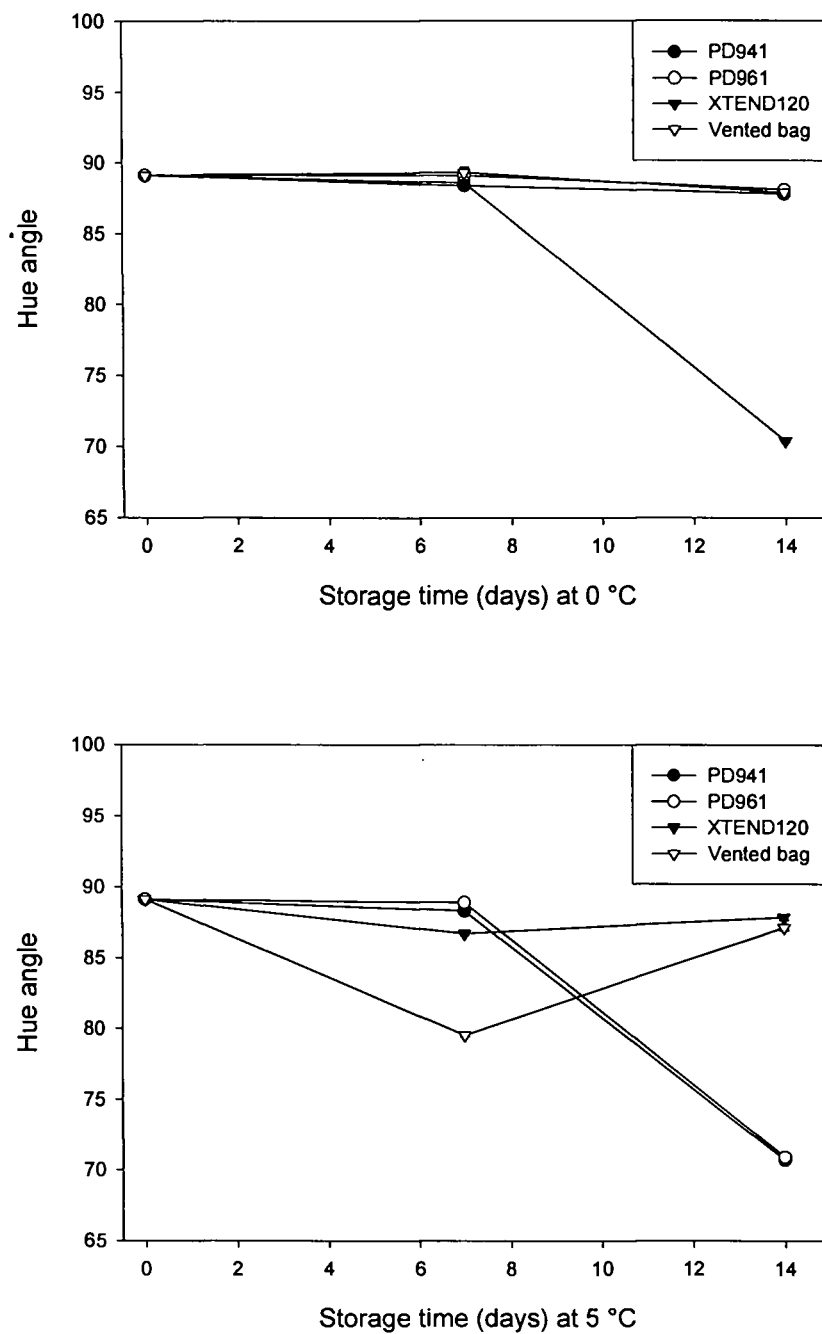 100
95
90
85
80
75
70
65
Hue angle
PD941
PD961
XTEND120
Vented bag
0 2 4 6 8 10 12 14
Storage time (days) at 0 °C
100
95
90
85
80
75
70
65
Hue angle
PD941
PD961
XTEND120
Vented bag
0 2 4 6 8 10 12 14
Storage time (days) at 5 °C